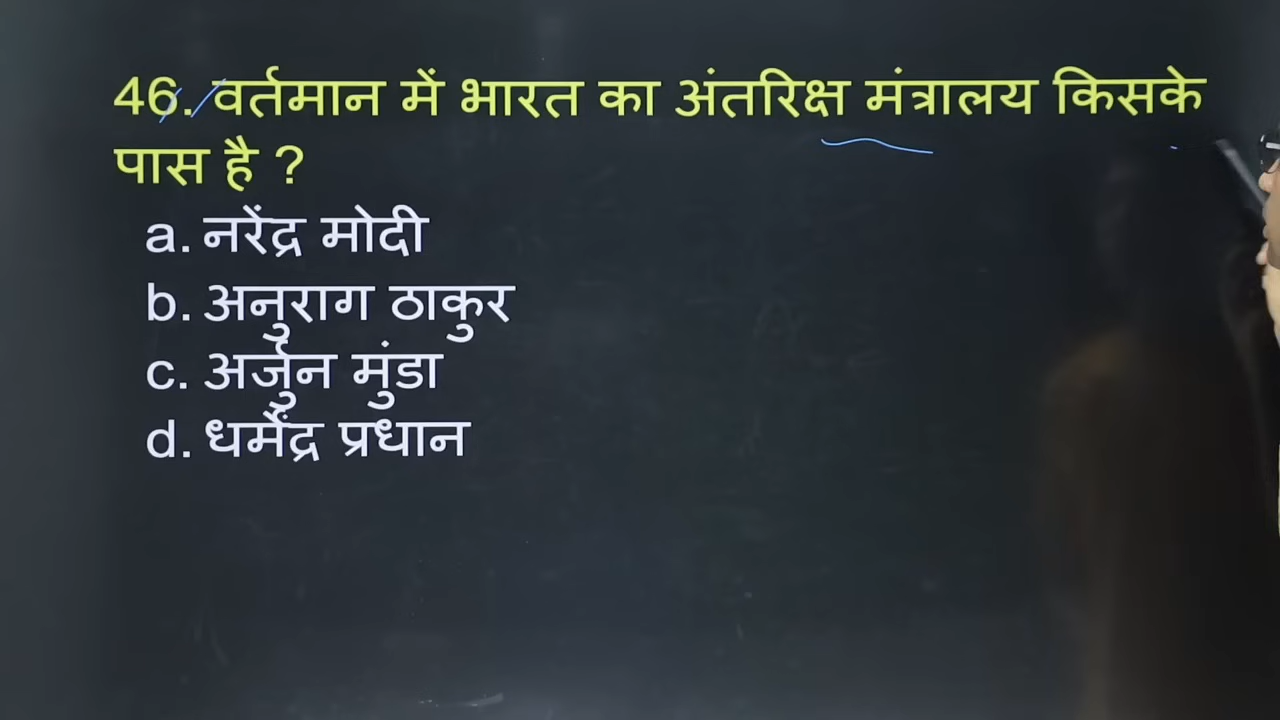 46. वर्तमान में भारत का अंतरिक्ष मंत्रालय किसके
पास है ?
a. नरेंद्र मोदी
b. अनुराग ठाकुर
c. अर्जुन मुंडा
d. धर्मेंद्र प्रधान